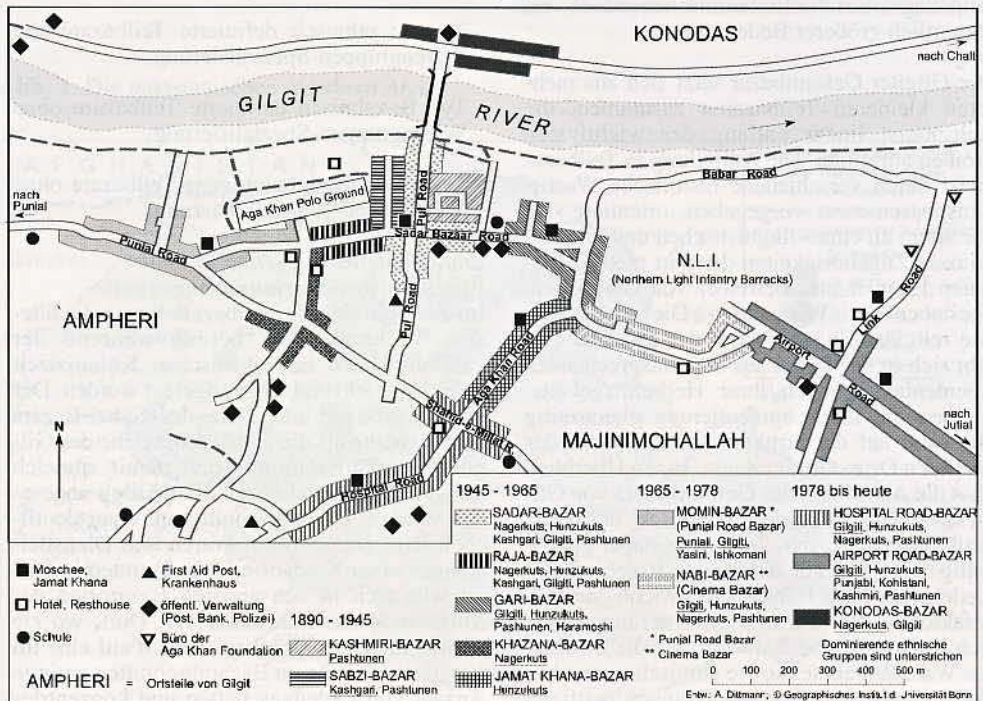 KONODAS
nach Chalt
GILGIT
RIVER
Babar Road
nach
Punial
Aga Khan Polo Ground
Punial Road
Sadar Bazaar Road
Pul Road
Pul Road
N.L.I.
(Northern Light Infantry Barracks)
AMPHERI
Aga Khan Road
Airport
Road
Link
Road
nach
Jutial
MAJINIMOHALLAH
Hospital Road
N
1945 - 1965
SADAR-BAZAR
Nagerkuts, Hunzukuts,
Kashgari, Gilgiti, Pashtunen
RAJA-BAZAR
Nagerkuts, Hunzukuts,
Kashgari, Gilgiti, Pashtunen
GARI-BAZAR
Gilgiti, Hunzukuts,
Pashtunen, Haramoshi
KHAZANA-BAZAR
Nagerkuts
JAMAT KHANA-BAZAR
Hunzukuts
1965 - 1978
MOMIN-BAZAR *
(Punjal Road Bazar)
Puniali, Gilgiti,
Yasini, Ishkomani
NABI-BAZAR **
(Cinema Bazar)
Gilgiti, Hunzukuts,
Nagerkuts, Pashtunen
* Punjal Road Bazar
** Cinema Bazar
1978 bis heute
HOSPITAL ROAD-BAZAR
Gilgiti, Hunzukuts,
Nagerkuts, Pashtunen
AIRPORT ROAD-BAZAR
Gilgiti, Hunzukuts,
Punjabi, Kohistani,
Kashmiri, Pashtunen
KONODAS-BAZAR
Nagerkuts, Gilgiti
Dominierende ethnische
Gruppen sind unterstrichen
0 100 200 300 400 500 m
Moschee,
Jamat Khana
First Aid Post,
Krankenhaus
Hotel, Resthouse
öffentl. Verwaltung
(Post, Bank, Polizei)
Schule
Büro der
Aga Khan Foundation
AMPHERI = Ortsteile von Gilgit
1890 - 1945
KASHMIRI-BAZAR
Pashtunen
SABZI-BAZAR
Kashgari, Pashtunen
Entw.: A. Dittmann; © Geographisches Inst. d. Universität Bonn